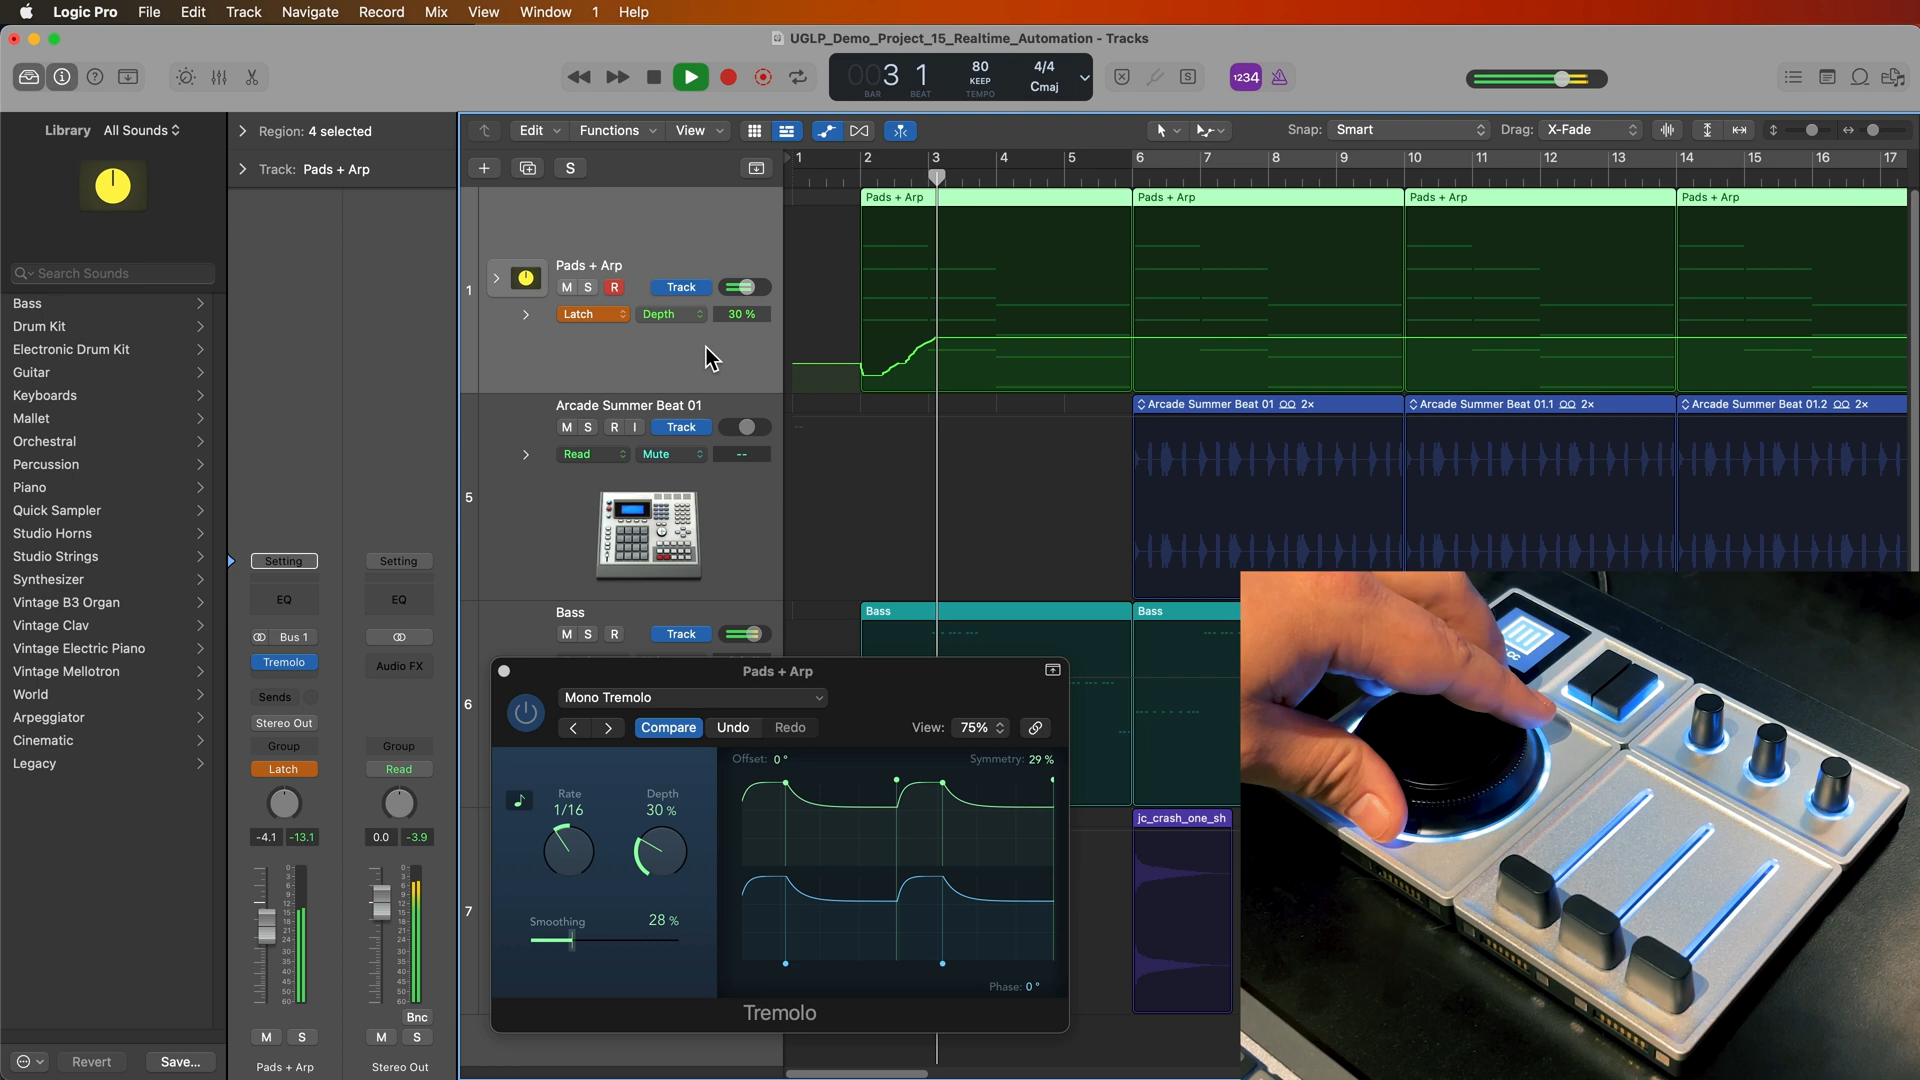 Logic Pro File Edit Track Navigate Record Mix View Window 1 Help
UGLP_Demo_Project_15_Realtime_Automation - Tracks
003 1 80 4/4
KEEP Cmaj
BAR BEAT TEMPO
1234
S
Library All Sounds
Region: 4 selected
Edit Functions View
Snap: Smart Drag: X-Fade
Track: Pads + Arp
S
1 2 3 4 5 6 7 8 9 10 11 12 13 14 15 16 17
Pads + Arp Pads + Arp Pads + Arp Pads + Arp
Search Sounds
Bass
Drum Kit
Electronic Drum Kit
Guitar
Keyboards
Mallet
Orchestral
Percussion
Piano
Quick Sampler
Studio Horns
Studio Strings
Synthesizer
Vintage B3 Organ
Vintage Clav
Vintage Electric Piano
Vintage Mellotron
World
Arpeggiator
Cinematic
Legacy
Revert Save...
Setting Setting
EQ EQ
Bus 1
Tremolo Audio FX
Sends
Stereo Out
Group Group
Latch Read
-4.1 -13.1 0.0 -3.9
Bnc
M S M S
Pads + Arp Stereo Out
1
Pads + Arp
M S R Track
Latch Depth 30 %
5
Arcade Summer Beat 01
M S R I Track
Read Mute --
Arcade Summer Beat 01 2x Arcade Summer Beat 01.1 2x Arcade Summer Beat 01.2 2x
6
Bass
M S R Track
Bass Bass
7
jc_crash_one_sh
Pads + Arp
Mono Tremolo
Compare Undo Redo View: 75%
Offset: 0° Symmetry: 29 %
Rate Depth
1/16 30 %
Smoothing 28 %
Phase: 0°
Tremolo